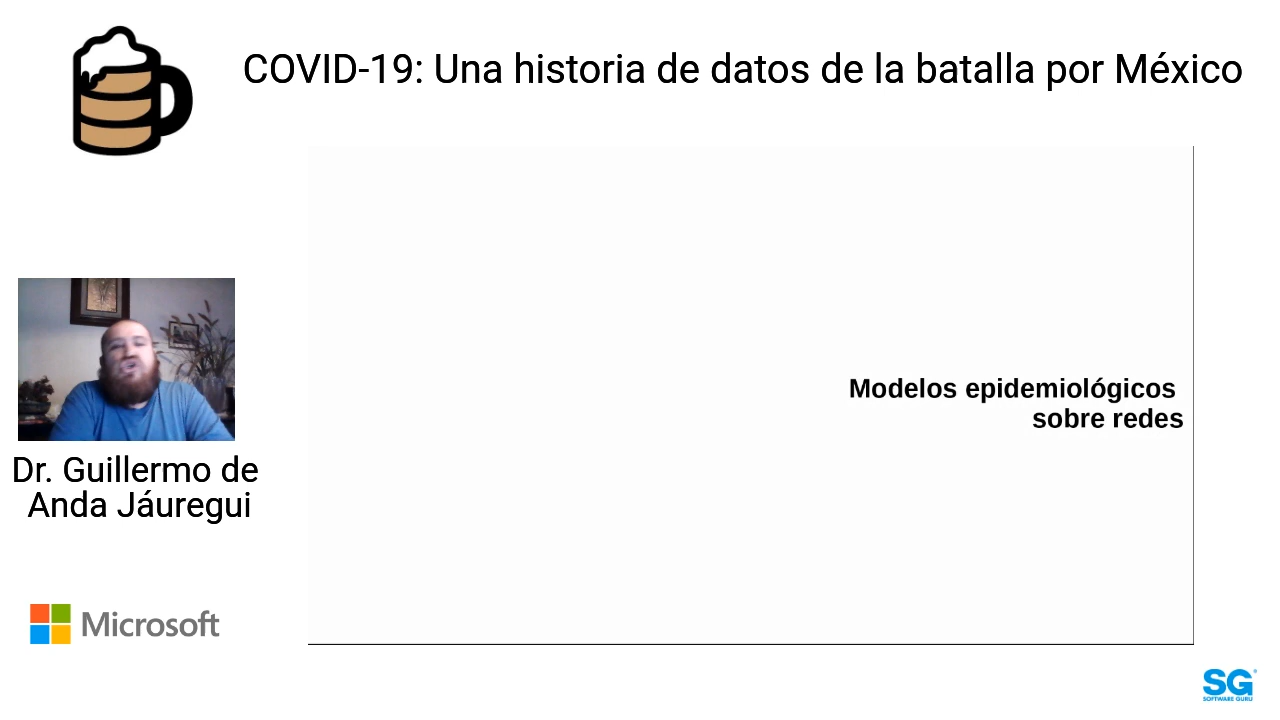 COVID-19: Una historia de datos de la batalla por México
Modelos epidemiológicos
sobre redes
Dr. Guillermo de
Anda Jáuregui
Microsoft
SG
SOFTWARE GURU